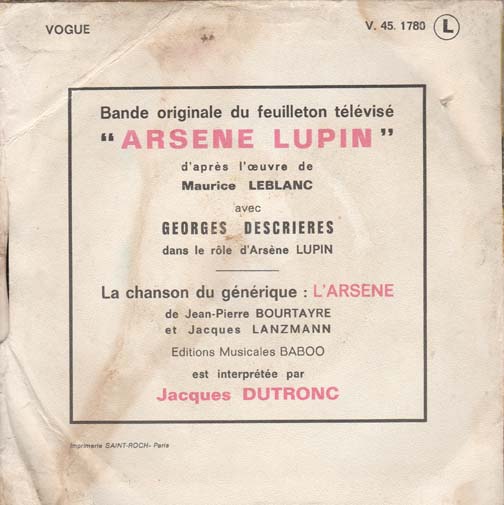 VOGUE
V. 45. 1780 L
Bande originale du feuilleton télévisé
“ ARSENE LUPIN ”
d'après l'œuvre de
Maurice LEBLANC
avec
GEORGES DESCRIERES
dans le rôle d'Arsène LUPIN
La chanson du générique : L'ARSENE
de Jean-Pierre BOURTAYRE
et Jacques LANZMANN
Editions Musicales BABOO
est interprétée par
Jacques DUTRONC
Imprimerie SAINT-ROCH- Paris